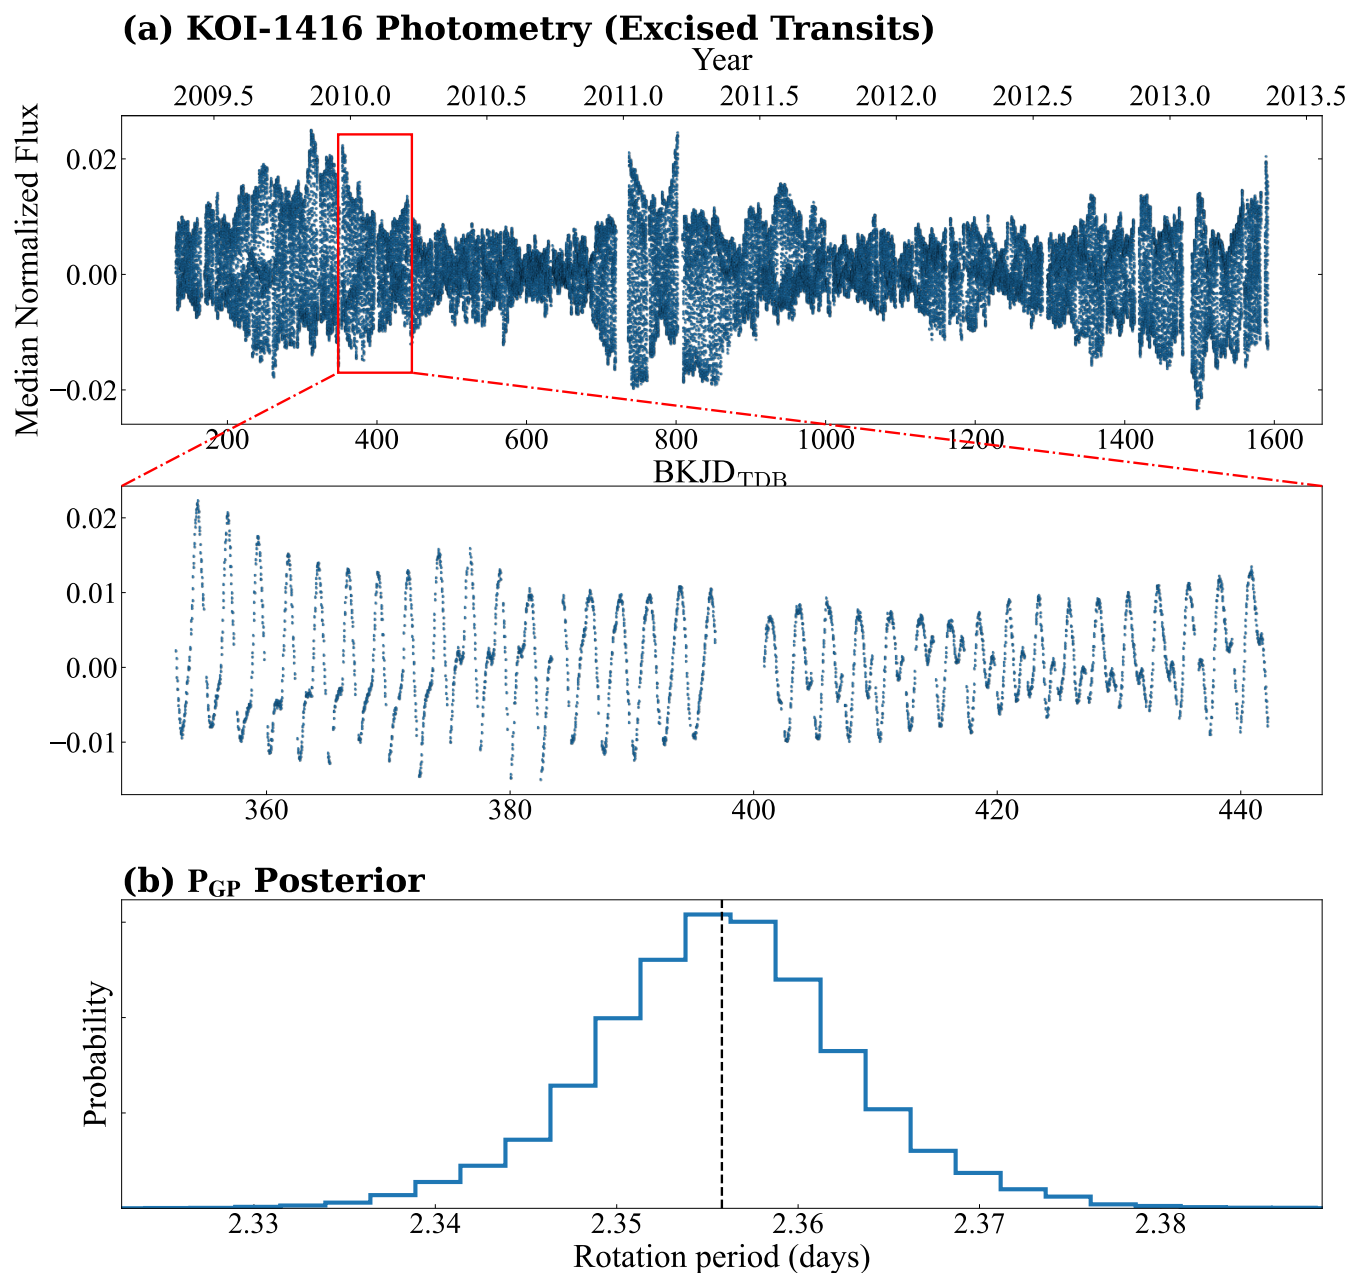 (a) KOI-1416 Photometry (Excised Transits)
Year
2009.5 2010.0 2010.5 2011.0 2011.5 2012.0 2012.5 2013.0 2013.5
Median Normalized Flux
0.02
0.00
−0.02
200 400 600 800 1000 1200 1400 1600
BKJD_TDB
0.02
0.01
0.00
−0.01
360 380 400 420 440
(b) P_GP Posterior
Probability
2.33 2.34 2.35 2.36 2.37 2.38
Rotation period (days)